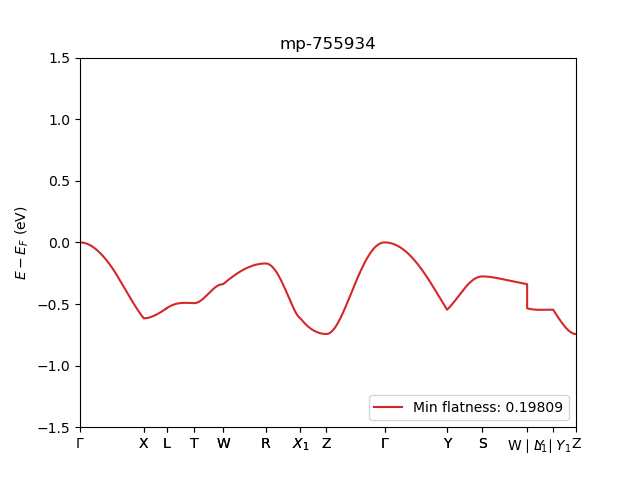 mp-755934
E − E_F (eV)
1.5
1.0
0.5
0.0
−0.5
−1.0
−1.5
Min flatness: 0.19809
Γ X L T W R X₁ Z Γ Y S W | Y₁ | Y₁ Z